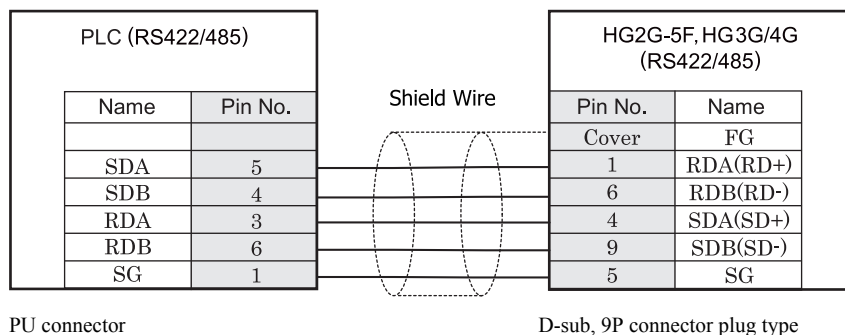 PLC (RS422/485)
HG2G-5F, HG3G/4G
(RS422/485)
Shield Wire
Name Pin No. Pin No. Name
Cover FG
SDA 5 1 RDA(RD+)
SDB 4 6 RDB(RD-)
RDA 3 4 SDA(SD+)
RDB 6 9 SDB(SD-)
SG 1 5 SG
PU connector D-sub, 9P connector plug type